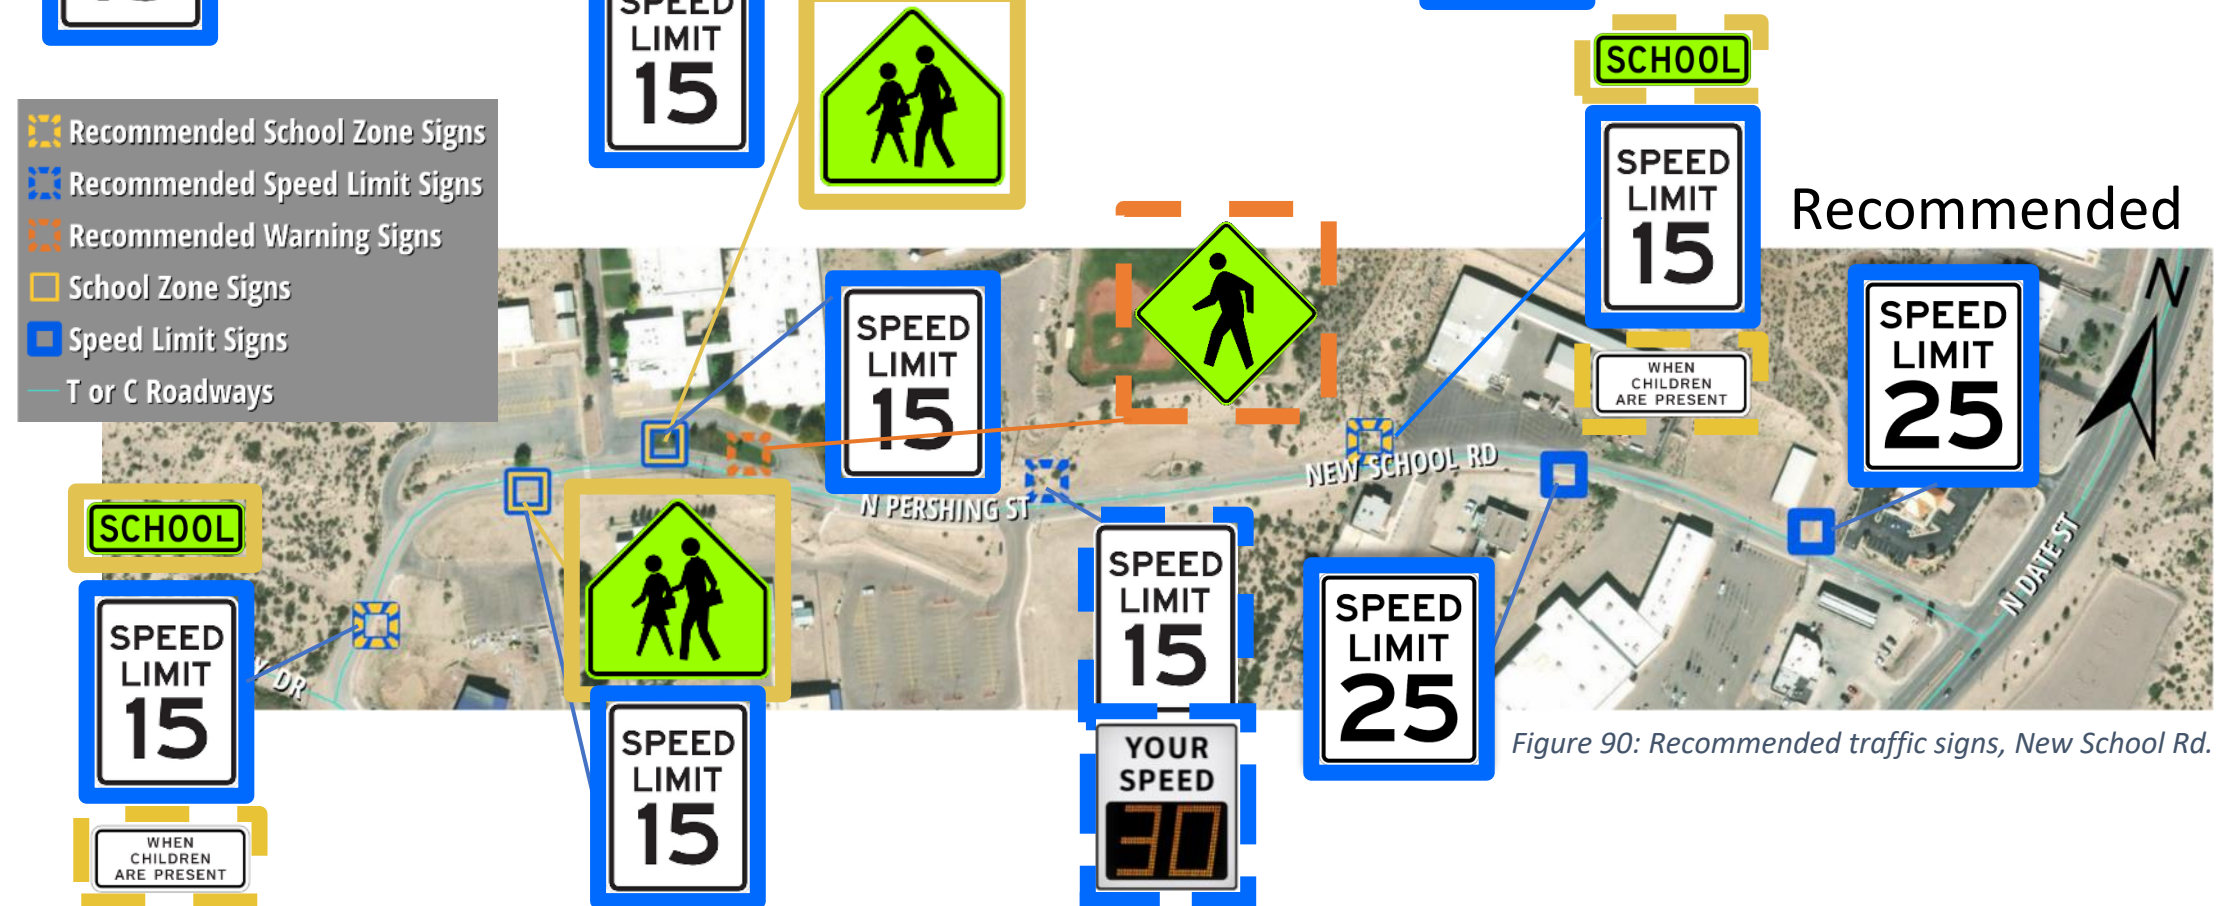 SPEED
LIMIT
15
SCHOOL
SPEED
LIMIT
15
WHEN
CHILDREN
ARE PRESENT
Recommended
Recommended School Zone Signs
Recommended Speed Limit Signs
Recommended Warning Signs
School Zone Signs
Speed Limit Signs
T or C Roadways
N
SPEED
LIMIT
15
SPEED
LIMIT
25
NEW SCHOOL RD
N PERSHING ST
N DATE ST
SCHOOL
SPEED
LIMIT
15
WHEN
CHILDREN
ARE PRESENT
DR
SPEED
LIMIT
15
SPEED
LIMIT
15
YOUR
SPEED
30
SPEED
LIMIT
25
Figure 90: Recommended traffic signs, New School Rd.